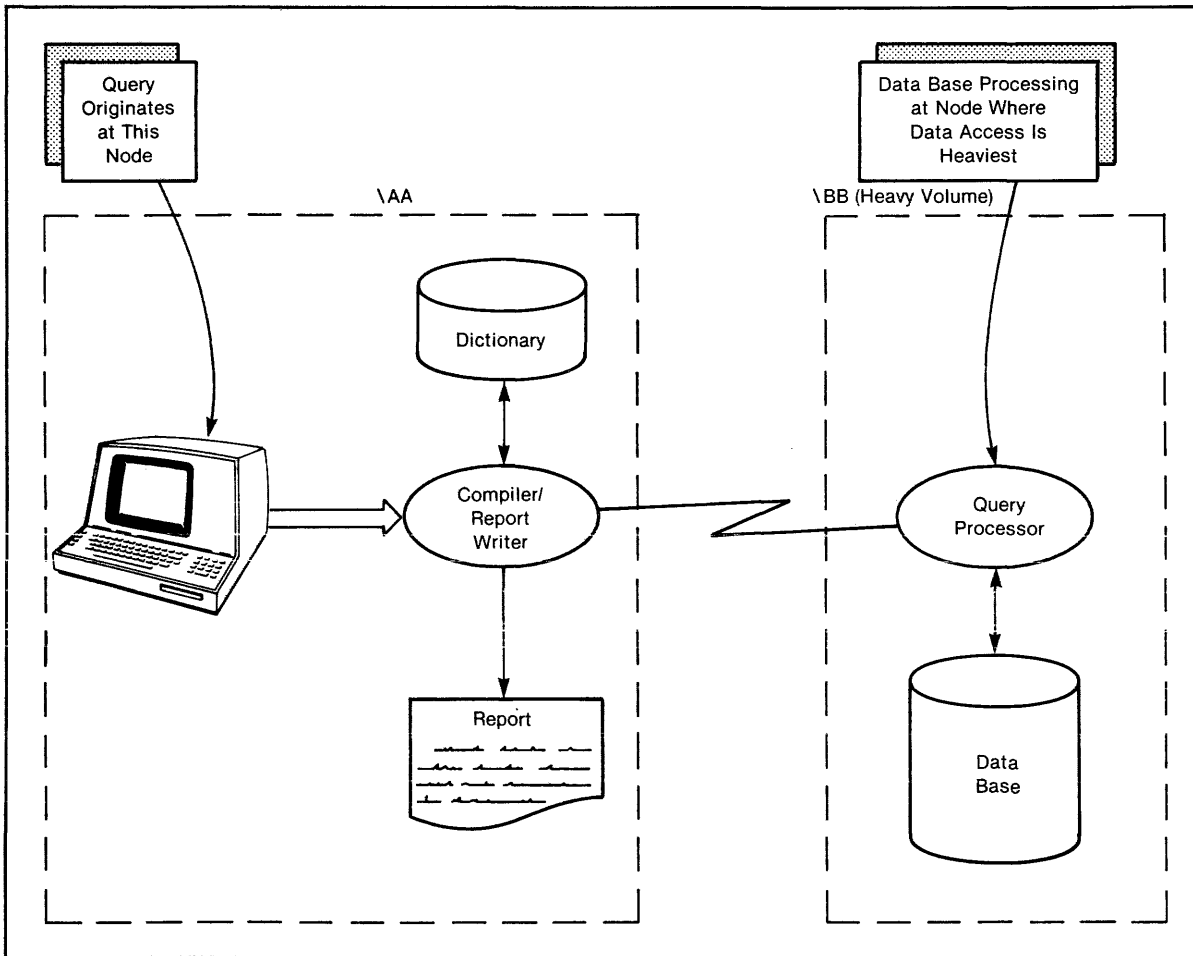 Query
Originates
at This
Node
Data Base Processing
at Node Where
Data Access Is
Heaviest
\AA
\BB (Heavy Volume)
Dictionary
Compiler/
Report
Writer
Query
Processor
Report
Data
Base